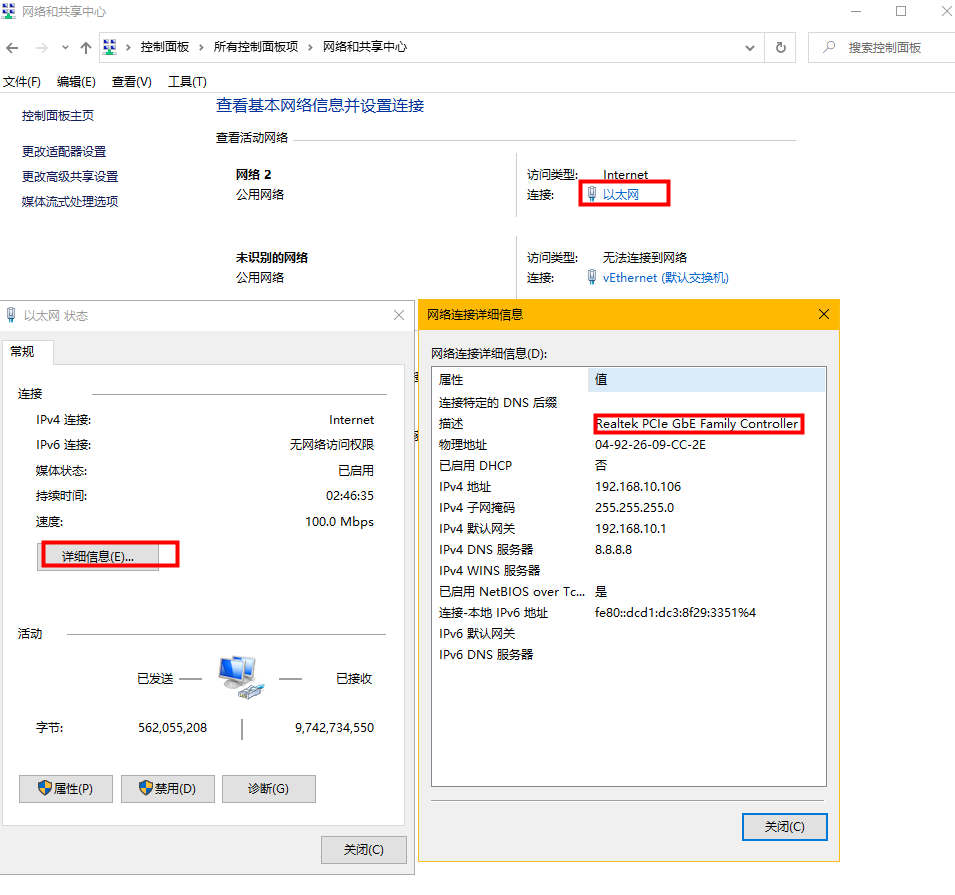 网络和共享中心
控制面板 › 所有控制面板项 › 网络和共享中心
搜索控制面板
文件(F) 编辑(E) 查看(V) 工具(T)
控制面板主页
更改适配器设置
更改高级共享设置
媒体流式处理选项
查看基本网络信息并设置连接
查看活动网络
网络 2
公用网络
访问类型: Internet
连接: 以太网
未识别的网络
公用网络
访问类型: 无法连接到网络
连接: vEthernet (默认交换机)
以太网 状态
常规
连接
IPv4 连接: Internet
IPv6 连接: 无网络访问权限
媒体状态: 已启用
持续时间: 02:46:35
速度: 100.0 Mbps
详细信息(E)...
活动
已发送 已接收
字节: 562,055,208 9,742,734,550
属性(P) 禁用(D) 诊断(G)
关闭(C)
网络连接详细信息
网络连接详细信息(D):
属性 值
连接特定的 DNS 后缀
描述 Realtek PCIe GbE Family Controller
物理地址 04-92-26-09-CC-2E
已启用 DHCP 否
IPv4 地址 192.168.10.106
IPv4 子网掩码 255.255.255.0
IPv4 默认网关 192.168.10.1
IPv4 DNS 服务器 8.8.8.8
IPv4 WINS 服务器
已启用 NetBIOS over Tc... 是
连接-本地 IPv6 地址 fe80::dcd1:dc3:8f29:3351%4
IPv6 默认网关
IPv6 DNS 服务器
关闭(C)